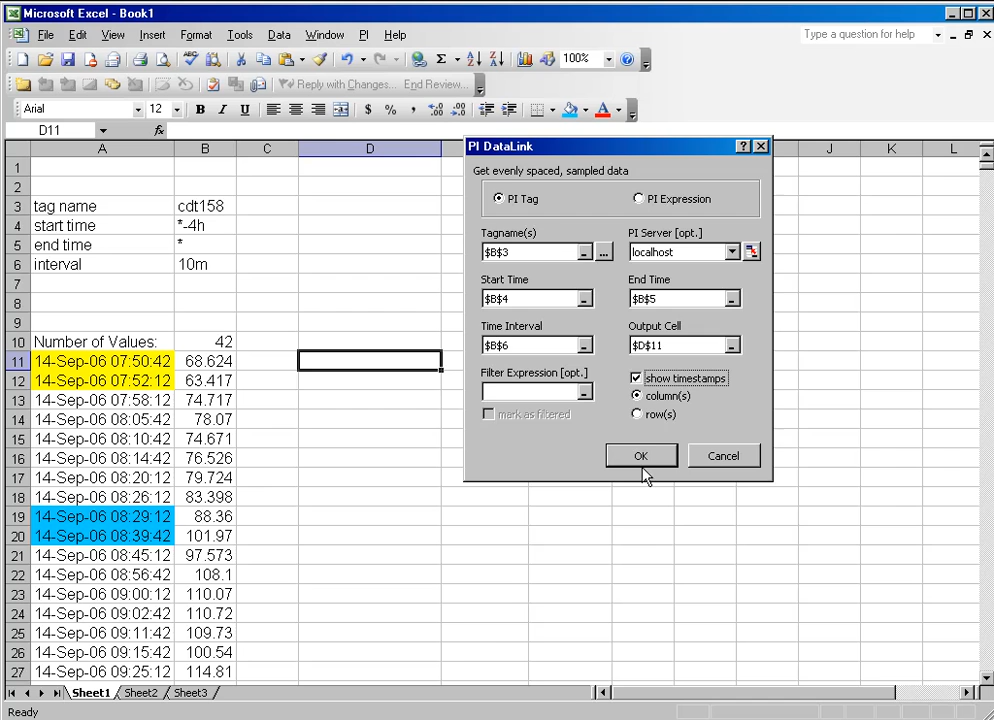 Microsoft Excel - Book1
File Edit View Insert Format Tools Data Window PI Help
Type a question for help
100%
Reply with Changes... End Review...
Arial 12 B I U $ % ,
D11 fx
A B C D J K L
1
2
3 tag name cdt158
4 start time *-4h
5 end time *
6 interval 10m
7
8
9
10 Number of Values: 42
11 14-Sep-06 07:50:42 68.624
12 14-Sep-06 07:52:12 63.417
13 14-Sep-06 07:58:12 74.717
14 14-Sep-06 08:05:42 78.07
15 14-Sep-06 08:10:42 74.671
16 14-Sep-06 08:14:42 76.526
17 14-Sep-06 08:20:12 79.724
18 14-Sep-06 08:26:12 83.398
19 14-Sep-06 08:29:12 88.36
20 14-Sep-06 08:39:42 101.97
21 14-Sep-06 08:45:12 97.573
22 14-Sep-06 08:56:42 108.1
23 14-Sep-06 09:00:12 110.07
24 14-Sep-06 09:02:42 110.72
25 14-Sep-06 09:11:42 109.73
26 14-Sep-06 09:15:42 100.54
27 14-Sep-06 09:25:12 114.81
PI DataLink
Get evenly spaced, sampled data
PI Tag PI Expression
Tagname(s) PI Server [opt.]
$B$3 ... localhost
Start Time End Time
$B$4 $B$5
Time Interval Output Cell
$B$6 $D$11
Filter Expression [opt.] show timestamps
column(s)
mark as filtered row(s)
OK Cancel
Sheet1 Sheet2 Sheet3
Ready